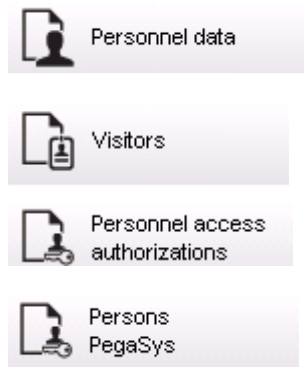 Personnel data
Visitors
Personnel access
authorizations
Persons
PegaSys